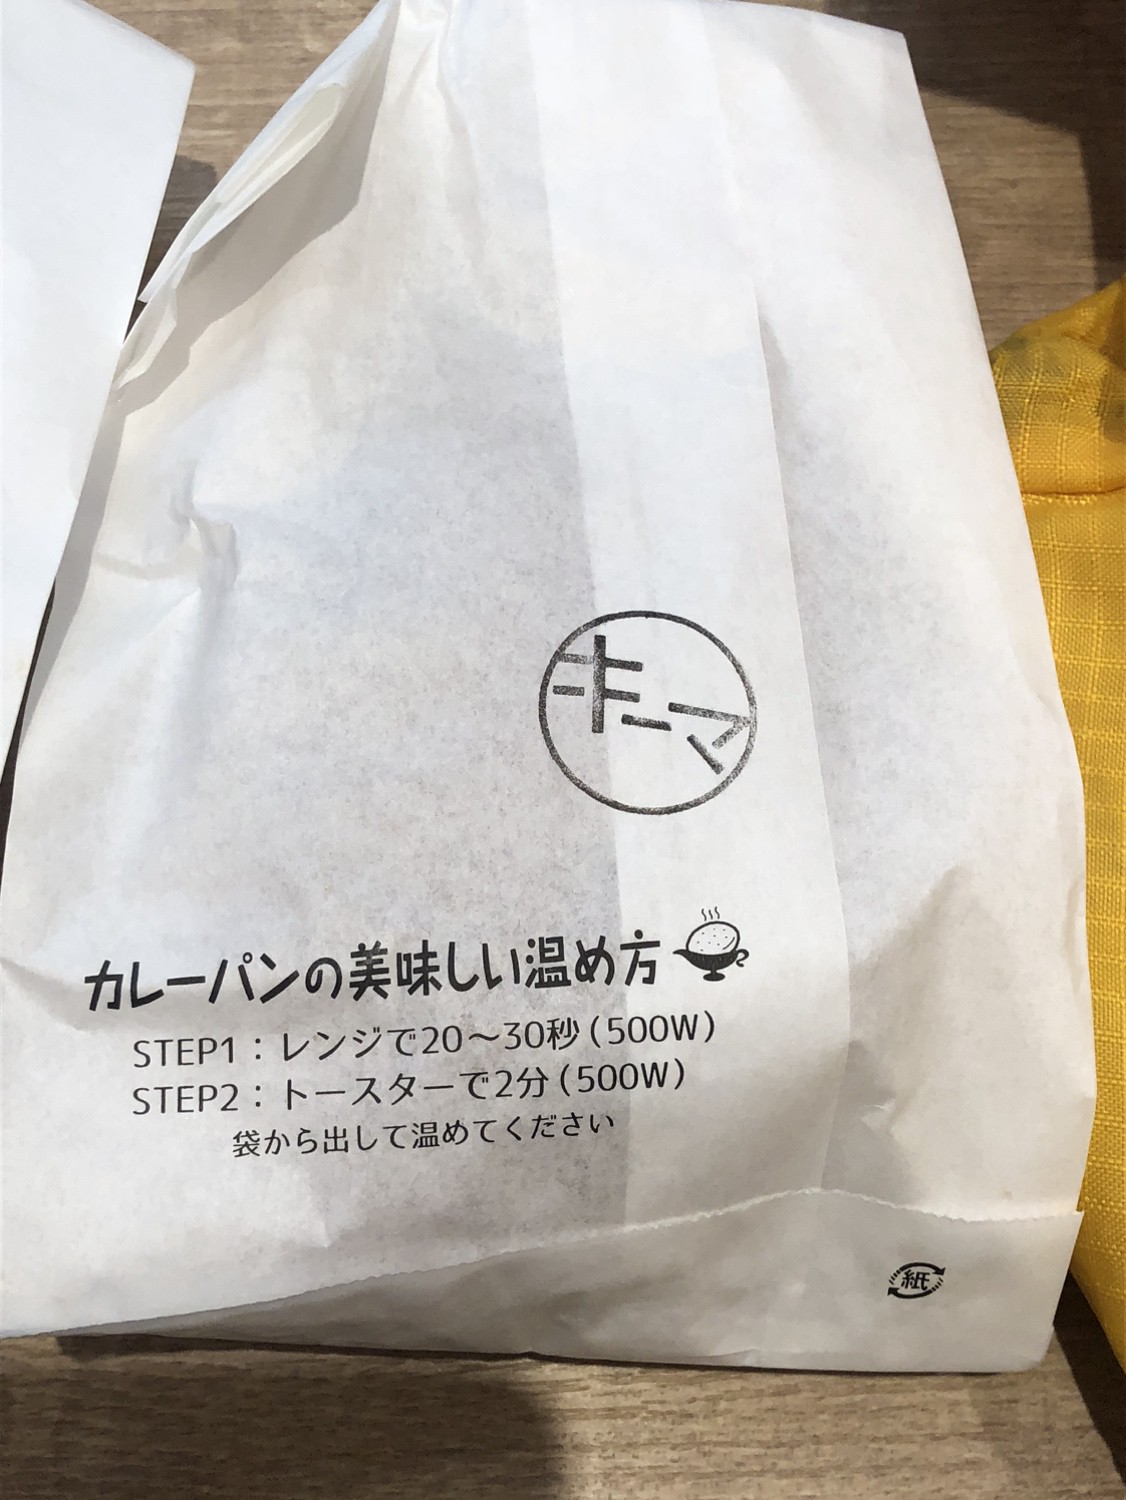 キーマ
カレーパンの美味しい温め方
STEP1：レンジで20～30秒(500W)
STEP2：トースターで2分(500W)
袋から出して温めてください
紙